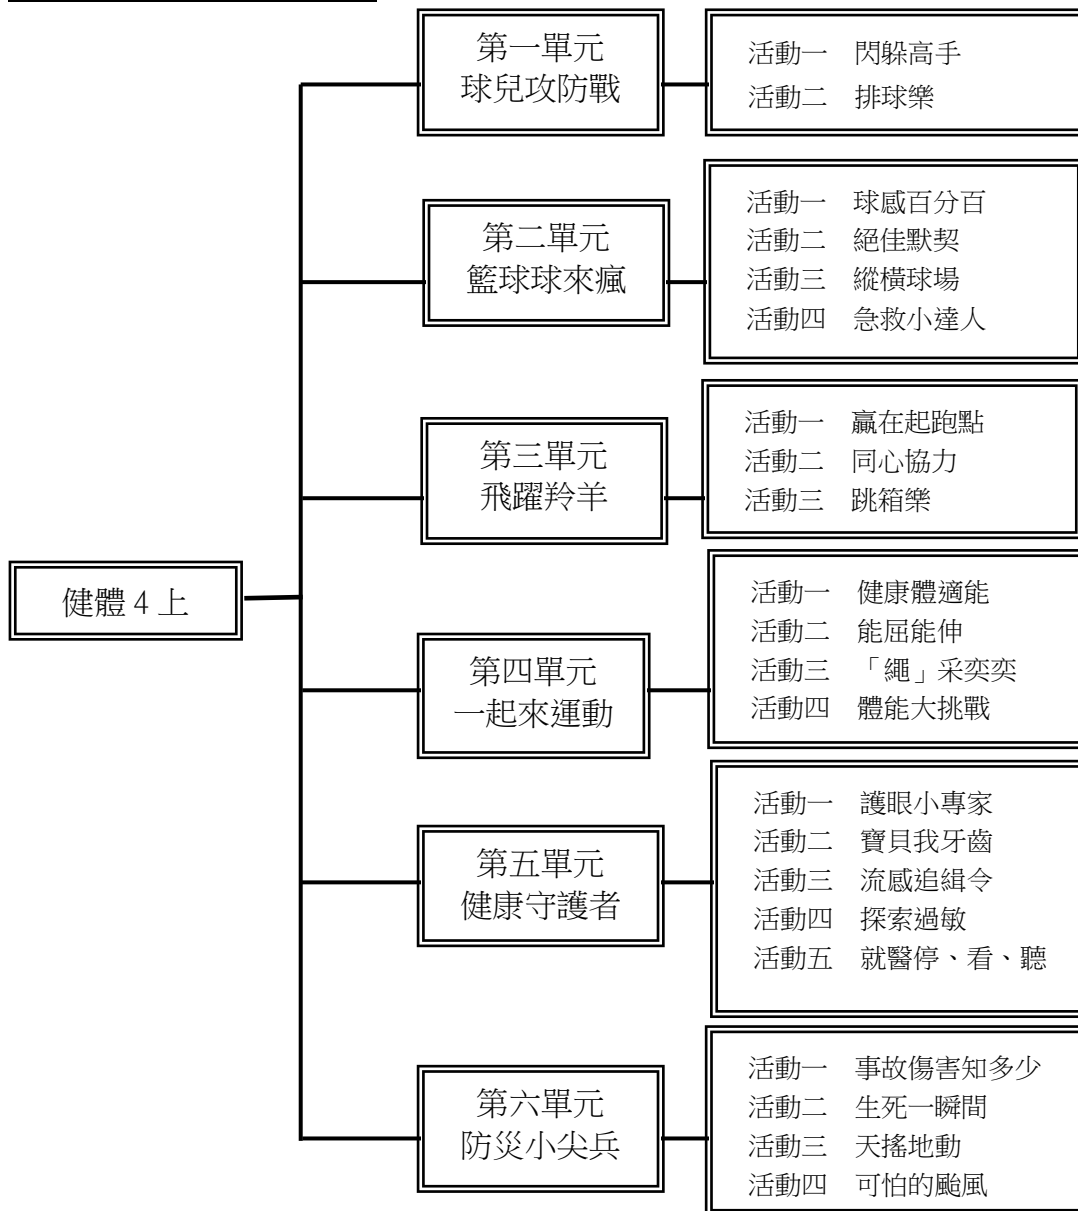 健體 4 上
第一單元
球兒攻防戰
活動一　閃躲高手
活動二　排球樂
第二單元
籃球球來瘋
活動一　球感百分百
活動二　絕佳默契
活動三　縱橫球場
活動四　急救小達人
第三單元
飛躍羚羊
活動一　贏在起跑點
活動二　同心協力
活動三　跳箱樂
第四單元
一起來運動
活動一　健康體適能
活動二　能屈能伸
活動三　「繩」采奕奕
活動四　體能大挑戰
第五單元
健康守護者
活動一　護眼小專家
活動二　寶貝我牙齒
活動三　流感追緝令
活動四　探索過敏
活動五　就醫停、看、聽
第六單元
防災小尖兵
活動一　事故傷害知多少
活動二　生死一瞬間
活動三　天搖地動
活動四　可怕的颱風